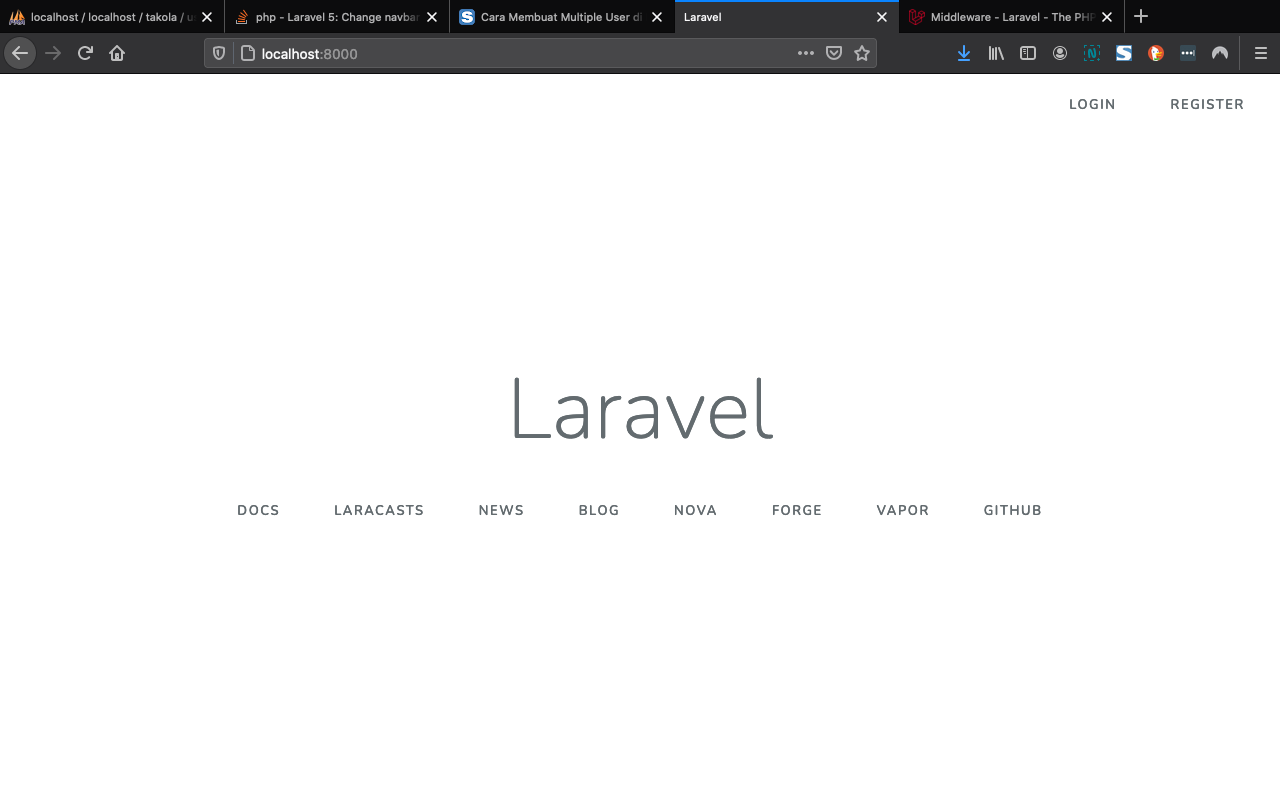 localhost / localhost / takola / u
php - Laravel 5: Change navbar
Cara Membuat Multiple User di
Laravel
Middleware - Laravel - The PHP
localhost:8000
LOGIN REGISTER
Laravel
DOCS LARACASTS NEWS BLOG NOVA FORGE VAPOR GITHUB